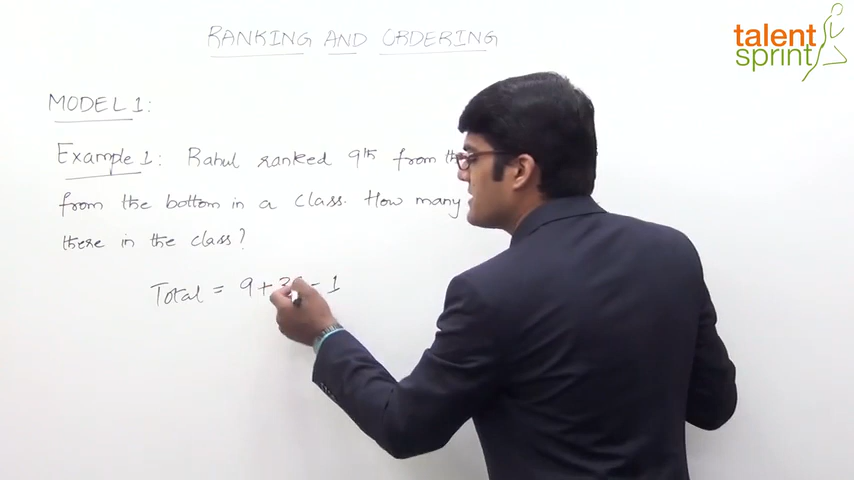 RANKING AND ORDERING
talent
sprint
MODEL 1:
Example 1: Rahul ranked 9th from
from the bottom in a class. How many
there in the class?
Total = 9 + - 1